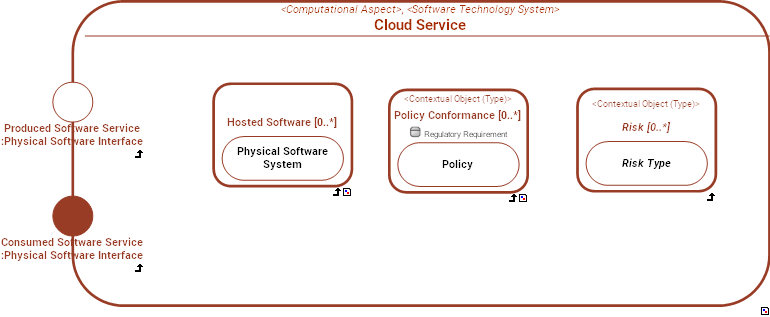 <Computational Aspect>, <Software Technology System>
Cloud Service
Produced Software Service
:Physical Software Interface
Consumed Software Service
:Physical Software Interface
Hosted Software [0..*]
Physical Software
System
<Contextual Object (Type)>
Policy Conformance [0..*]
Regulatory Requirement
Policy
<Contextual Object (Type)>
Risk [0..*]
Risk Type